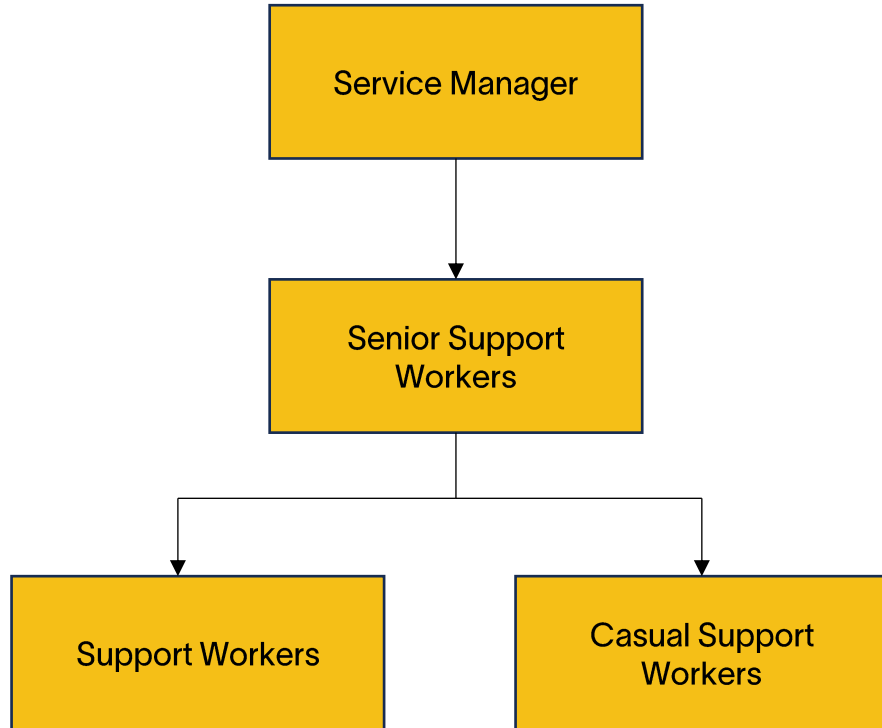 Service Manager
Senior Support
Workers
Support Workers
Casual Support
Workers